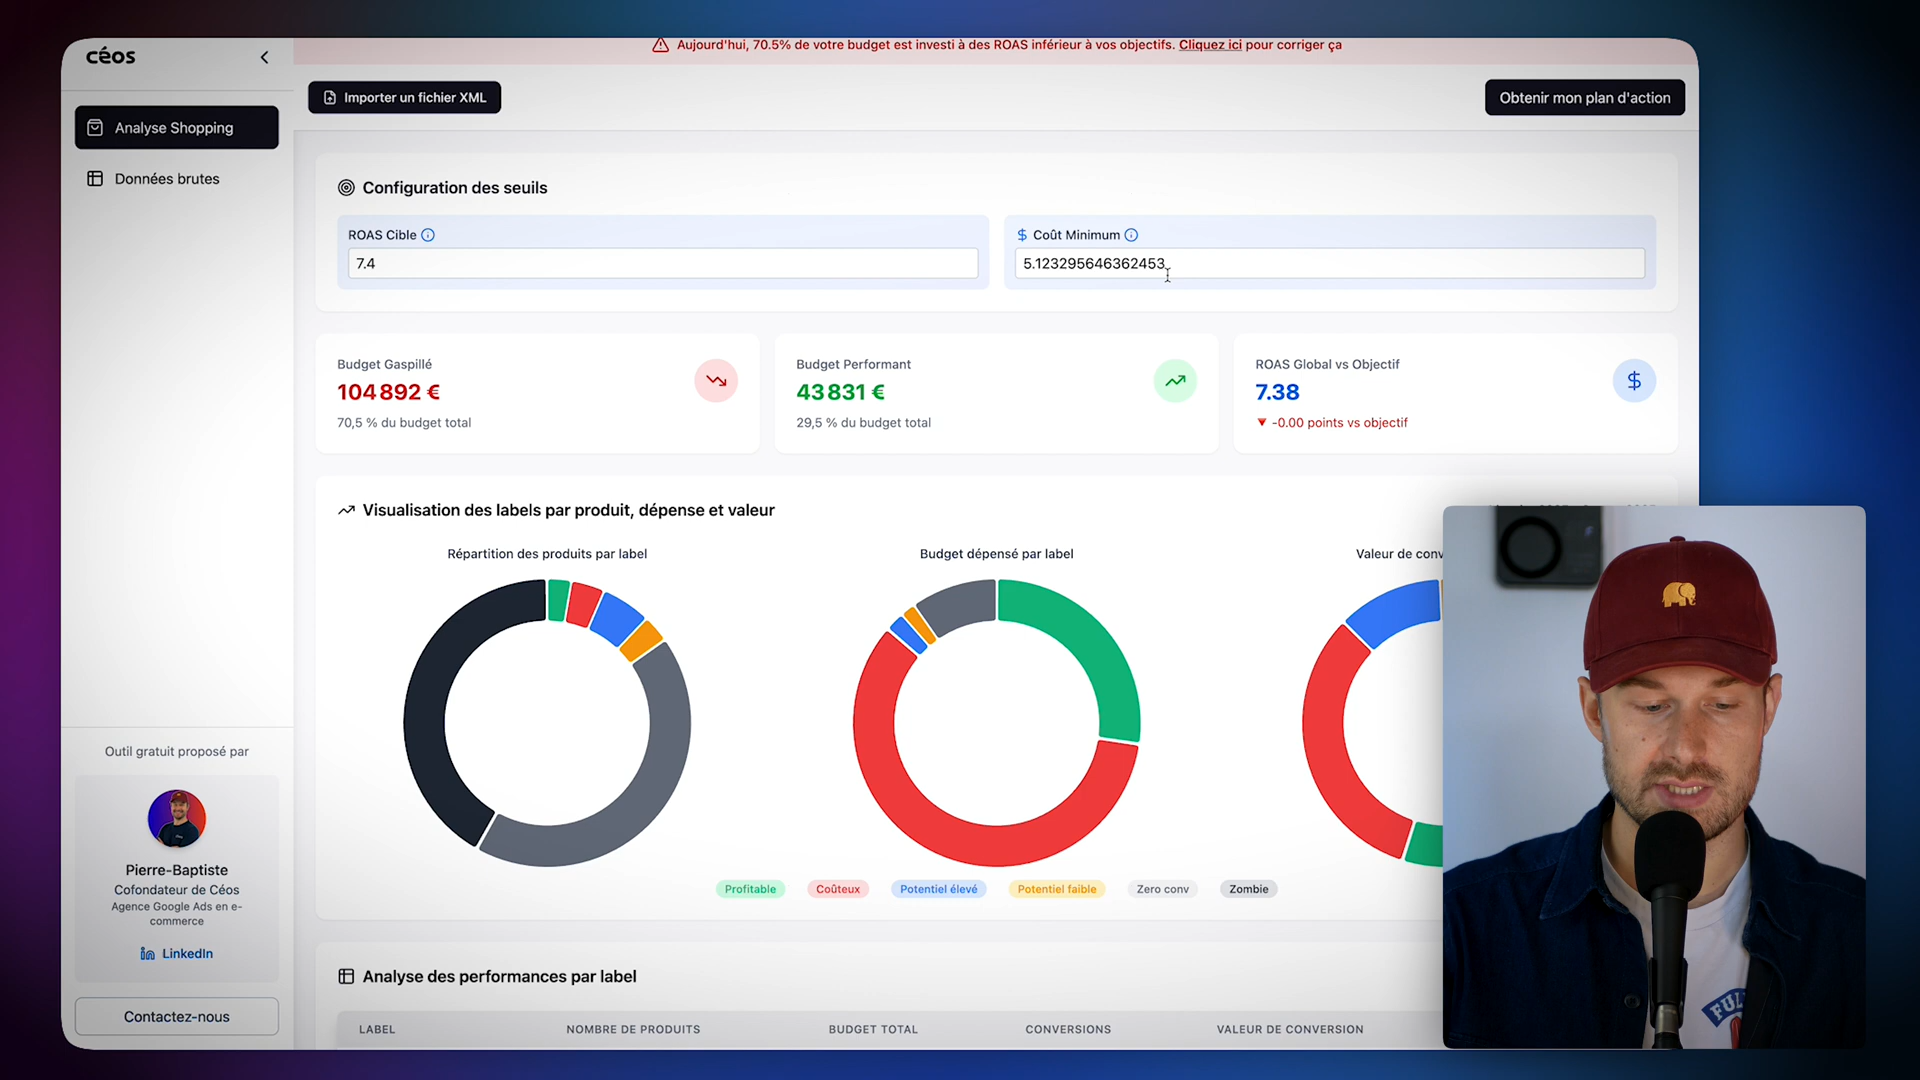 céos
Aujourd'hui, 70.5% de votre budget est investi à des ROAS inférieur à vos objectifs. Cliquez ici pour corriger ça
Importer un fichier XML
Obtenir mon plan d'action
Analyse Shopping
Données brutes
Configuration des seuils
ROAS Cible
7.4
Coût Minimum
5.123295646362453
Budget Gaspillé
104 892 €
70,5 % du budget total
Budget Performant
43 831 €
29,5 % du budget total
ROAS Global vs Objectif
7.38
-0.00 points vs objectif
Visualisation des labels par produit, dépense et valeur
Répartition des produits par label
Budget dépensé par label
Valeur de conv
Profitable
Coûteux
Potentiel élevé
Potentiel faible
Zero conv
Zombie
Outil gratuit proposé par
Pierre-Baptiste
Cofondateur de Céos
Agence Google Ads en e-
commerce
LinkedIn
Contactez-nous
Analyse des performances par label
LABEL
NOMBRE DE PRODUITS
BUDGET TOTAL
CONVERSIONS
VALEUR DE CONVERSION